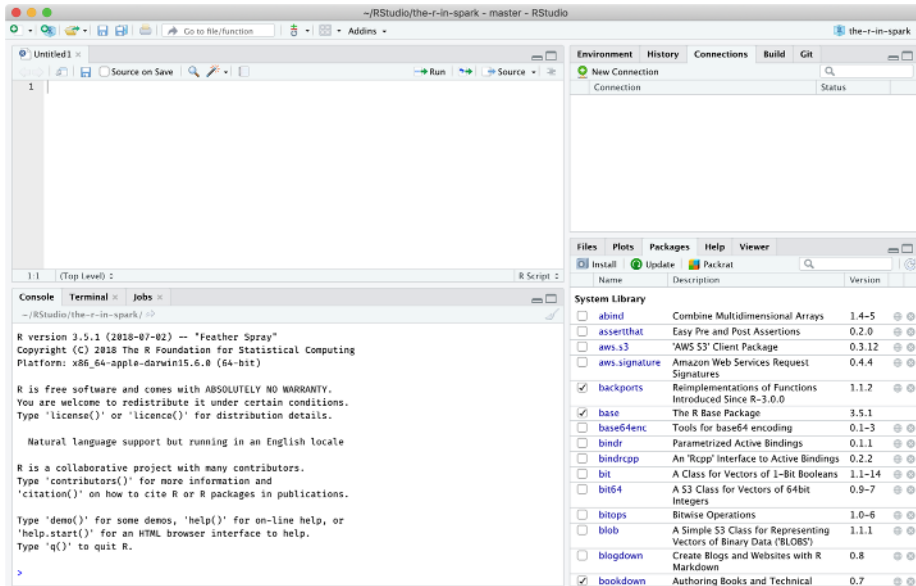 ~/RStudio/the-r-in-spark - master - RStudio
Go to file/function Addins the-r-in-spark
Untitled1
Source on Save Run Source
1
1:1 (Top Level) R Script
Console Terminal Jobs
~/RStudio/the-r-in-spark/
R version 3.5.1 (2018-07-02) -- "Feather Spray"
Copyright (C) 2018 The R Foundation for Statistical Computing
Platform: x86_64-apple-darwin15.6.0 (64-bit)
R is free software and comes with ABSOLUTELY NO WARRANTY.
You are welcome to redistribute it under certain conditions.
Type 'license()' or 'licence()' for distribution details.
Natural language support but running in an English locale
R is a collaborative project with many contributors.
Type 'contributors()' for more information and
'citation()' on how to cite R or R packages in publications.
Type 'demo()' for some demos, 'help()' for on-line help, or
'help.start()' for an HTML browser interface to help.
Type 'q()' to quit R.
>
Environment History Connections Build Git
New Connection
Connection Status
Files Plots Packages Help Viewer
Install Update Packrat
Name Description Version
System Library
abind Combine Multidimensional Arrays 1.4-5
assertthat Easy Pre and Post Assertions 0.2.0
aws.s3 'AWS S3' Client Package 0.3.12
aws.signature Amazon Web Services Request 0.4.4
Signatures
backports Reimplementations of Functions 1.1.2
Introduced Since R-3.0.0
base The R Base Package 3.5.1
base64enc Tools for base64 encoding 0.1-3
bindr Parametrized Active Bindings 0.1.1
bindrcpp An 'Rcpp' Interface to Active Bindings 0.2.2
bit A Class for Vectors of 1-Bit Booleans 1.1-14
bit64 A S3 Class for Vectors of 64bit 0.9-7
Integers
bitops Bitwise Operations 1.0-6
blob A Simple S3 Class for Representing 1.1.1
Vectors of Binary Data ('BLOBS')
blogdown Create Blogs and Websites with R 0.8
Markdown
bookdown Authoring Books and Technical 0.7